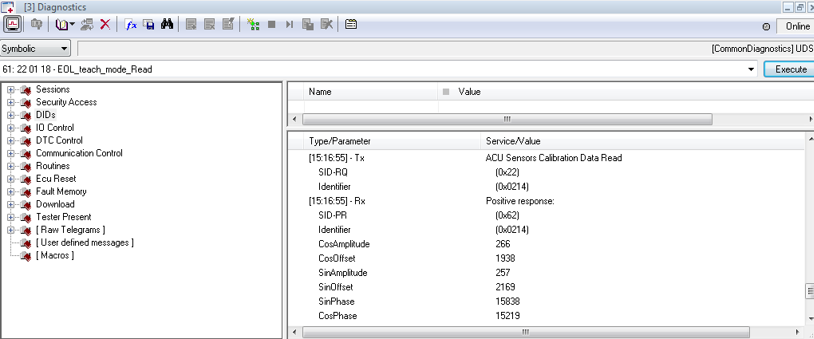 [3] Diagnostics
Online
Symbolic
[CommonDiagnostics] UDS
61: 22 01 18 - EOL_teach_mode_Read
Execute
Sessions
Security Access
DIDs
IO Control
DTC Control
Communication Control
Routines
Ecu Reset
Fault Memory
Download
Tester Present
[ Raw Telegrams ]
[ User defined messages ]
[ Macros ]
Name Value
Type/Parameter Service/Value
[15:16:55] - Tx ACU Sensors Calibration Data Read
SID-RQ (0x22)
Identifier (0x0214)
[15:16:55] - Rx Positive response:
SID-PR (0x62)
Identifier (0x0214)
CosAmplitude 266
CosOffset 1938
SinAmplitude 257
SinOffset 2169
SinPhase 15838
CosPhase 15219